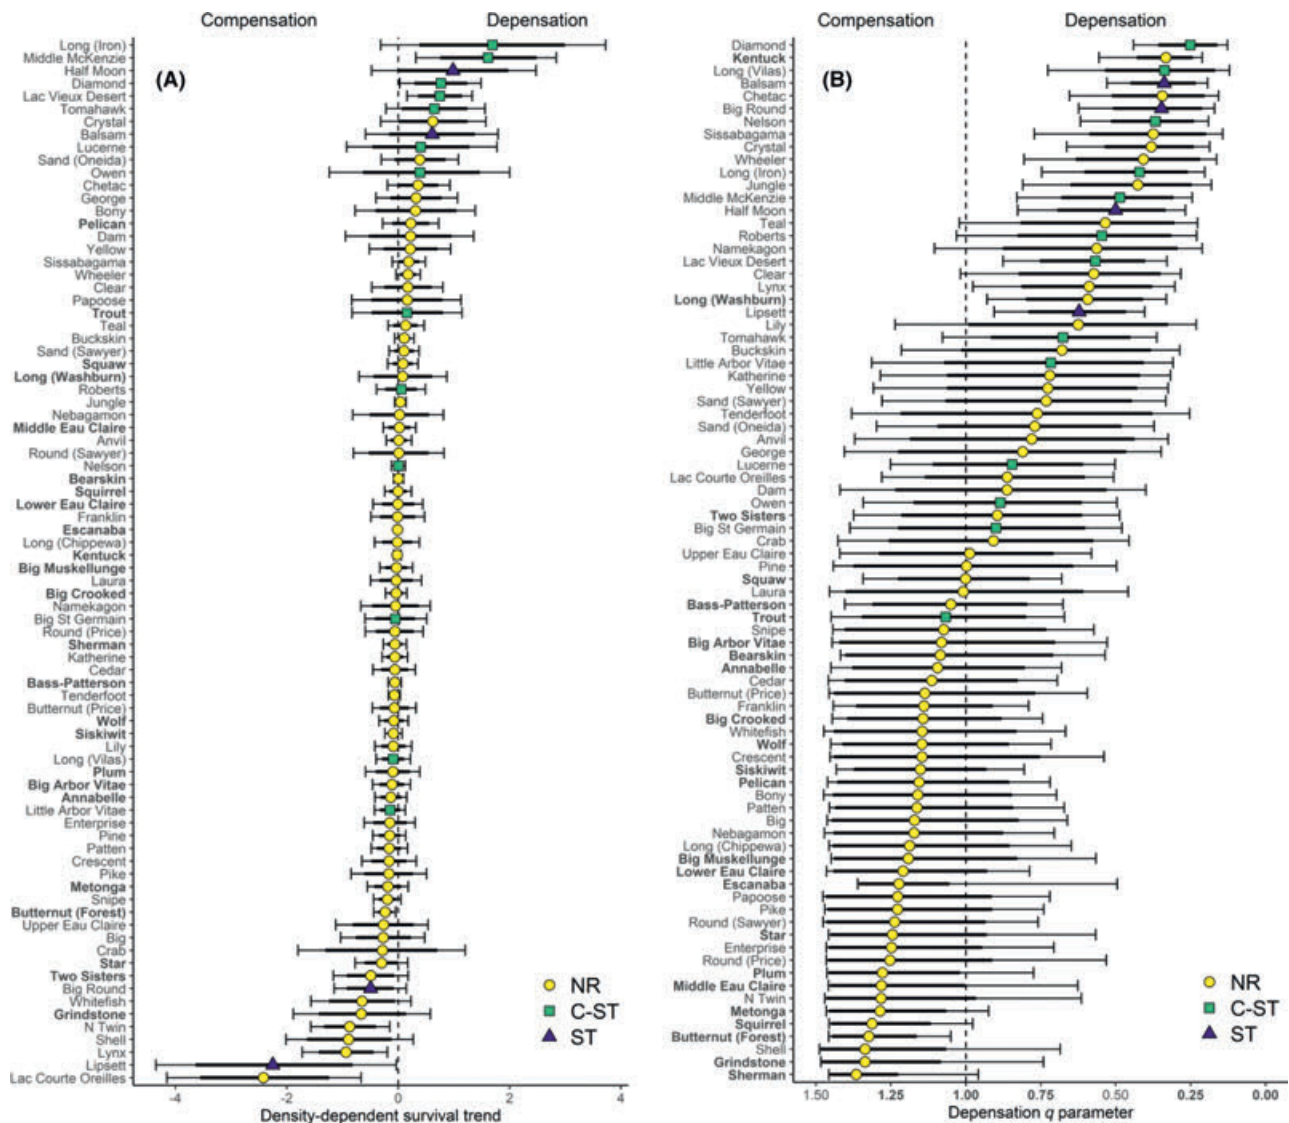 Compensation Depensation
(A)
Long (Iron)
Middle McKenzie
Half Moon
Diamond
Lac Vieux Desert
Tomahawk
Crystal
Balsam
Lucerne
Sand (Oneida)
Owen
Chetac
George
Bony
Pelican
Dam
Yellow
Sissabagama
Wheeler
Clear
Papoose
Trout
Teal
Buckskin
Sand (Sawyer)
Squaw
Long (Washburn)
Roberts
Jungle
Nebagamon
Middle Eau Claire
Anvil
Round (Sawyer)
Nelson
Bearskin
Squirrel
Lower Eau Claire
Franklin
Escanaba
Long (Chippewa)
Kentuck
Big Muskellunge
Laura
Big Crooked
Namekagon
Big St Germain
Round (Price)
Sherman
Katherine
Cedar
Bass-Patterson
Tenderfoot
Butternut (Price)
Wolf
Siskiwit
Lily
Long (Vilas)
Plum
Big Arbor Vitae
Annabelle
Little Arbor Vitae
Enterprise
Pine
Patten
Crescent
Pike
Metonga
Snipe
Butternut (Forest)
Upper Eau Claire
Big
Crab
Star
Two Sisters
Big Round
Whitefish
Grindstone
N Twin
Shell
Lynx
Lipsett
Lac Courte Oreilles
NR
C-ST
ST
-4 -2 0 2 4
Density-dependent survival trend
Compensation Depensation
(B)
Diamond
Kentuck
Long (Vilas)
Balsam
Chetac
Big Round
Nelson
Sissabagama
Crystal
Wheeler
Long (Iron)
Jungle
Middle McKenzie
Half Moon
Teal
Roberts
Namekagon
Lac Vieux Desert
Clear
Lynx
Long (Washburn)
Lipsett
Lily
Tomahawk
Buckskin
Little Arbor Vitae
Katherine
Yellow
Sand (Sawyer)
Tenderfoot
Sand (Oneida)
Anvil
George
Lucerne
Lac Courte Oreilles
Dam
Owen
Two Sisters
Big St Germain
Crab
Upper Eau Claire
Pine
Squaw
Laura
Bass-Patterson
Trout
Snipe
Big Arbor Vitae
Bearskin
Annabelle
Cedar
Butternut (Price)
Franklin
Big Crooked
Whitefish
Wolf
Crescent
Siskiwit
Pelican
Bony
Patten
Big
Nebagamon
Long (Chippewa)
Big Muskellunge
Lower Eau Claire
Escanaba
Papoose
Pike
Round (Sawyer)
Star
Enterprise
Round (Price)
Plum
Middle Eau Claire
N Twin
Metonga
Squirrel
Butternut (Forest)
Shell
Grindstone
Sherman
NR
C-ST
ST
1.50 1.25 1.00 0.75 0.50 0.25 0.00
Depensation q parameter